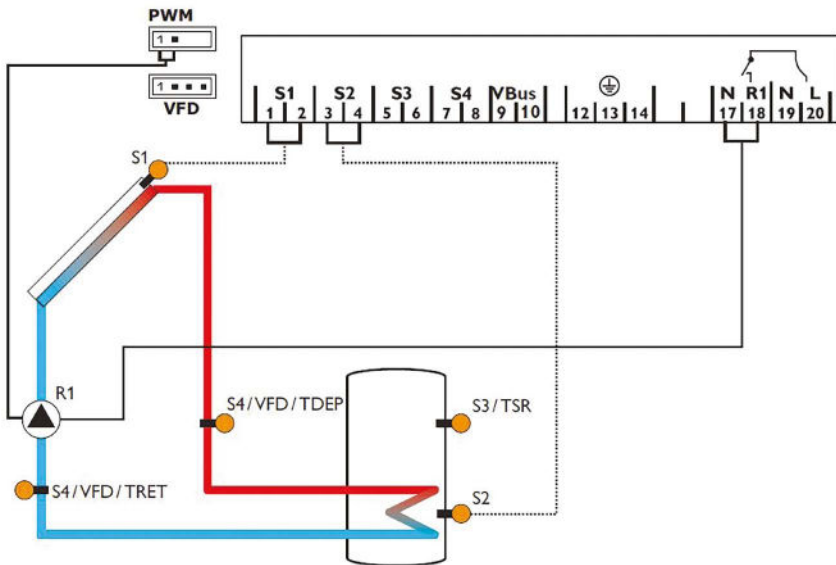 PWM
1
1
VFD
S1 S2 S3 S4 VBus N R1 N L
1 2 3 4 5 6 7 8 9 10 12 13 14 17 18 19 20
S1
R1
S4/VFD/TDEP
S3/TSR
S4/VFD/TRET
S2